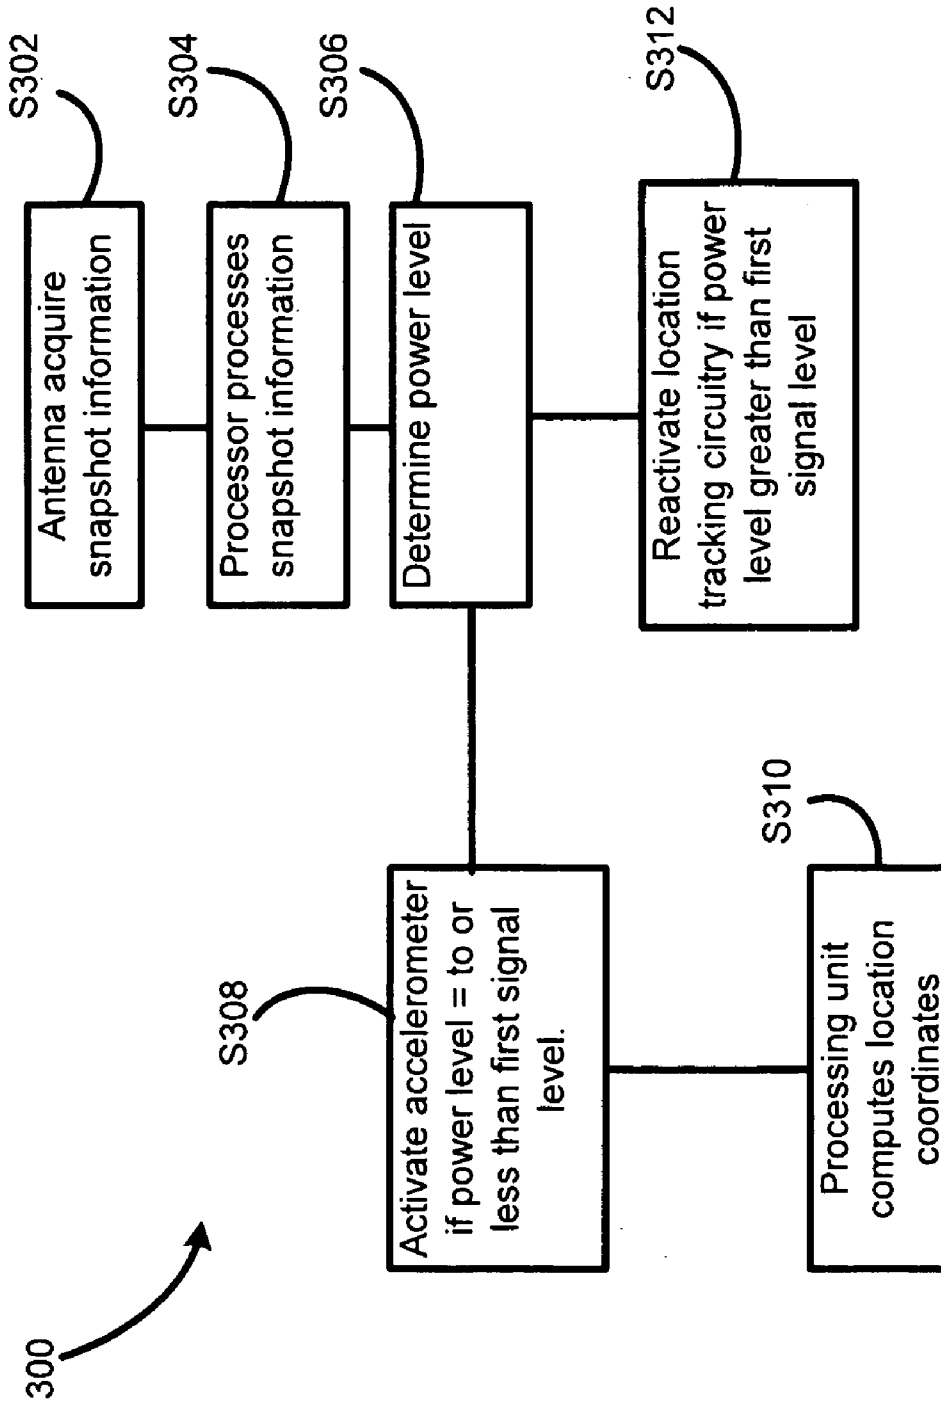 300
S302
Antenna acquire
snapshot information
S304
Processor processes
snapshot information
S306
Determine power level
S308
Activate accelerometer
if power level = to or
less than first signal
level.
S310
Processing unit
computes location
coordinates
S312
Reactivate location
tracking circuitry if power
level greater than first
signal level